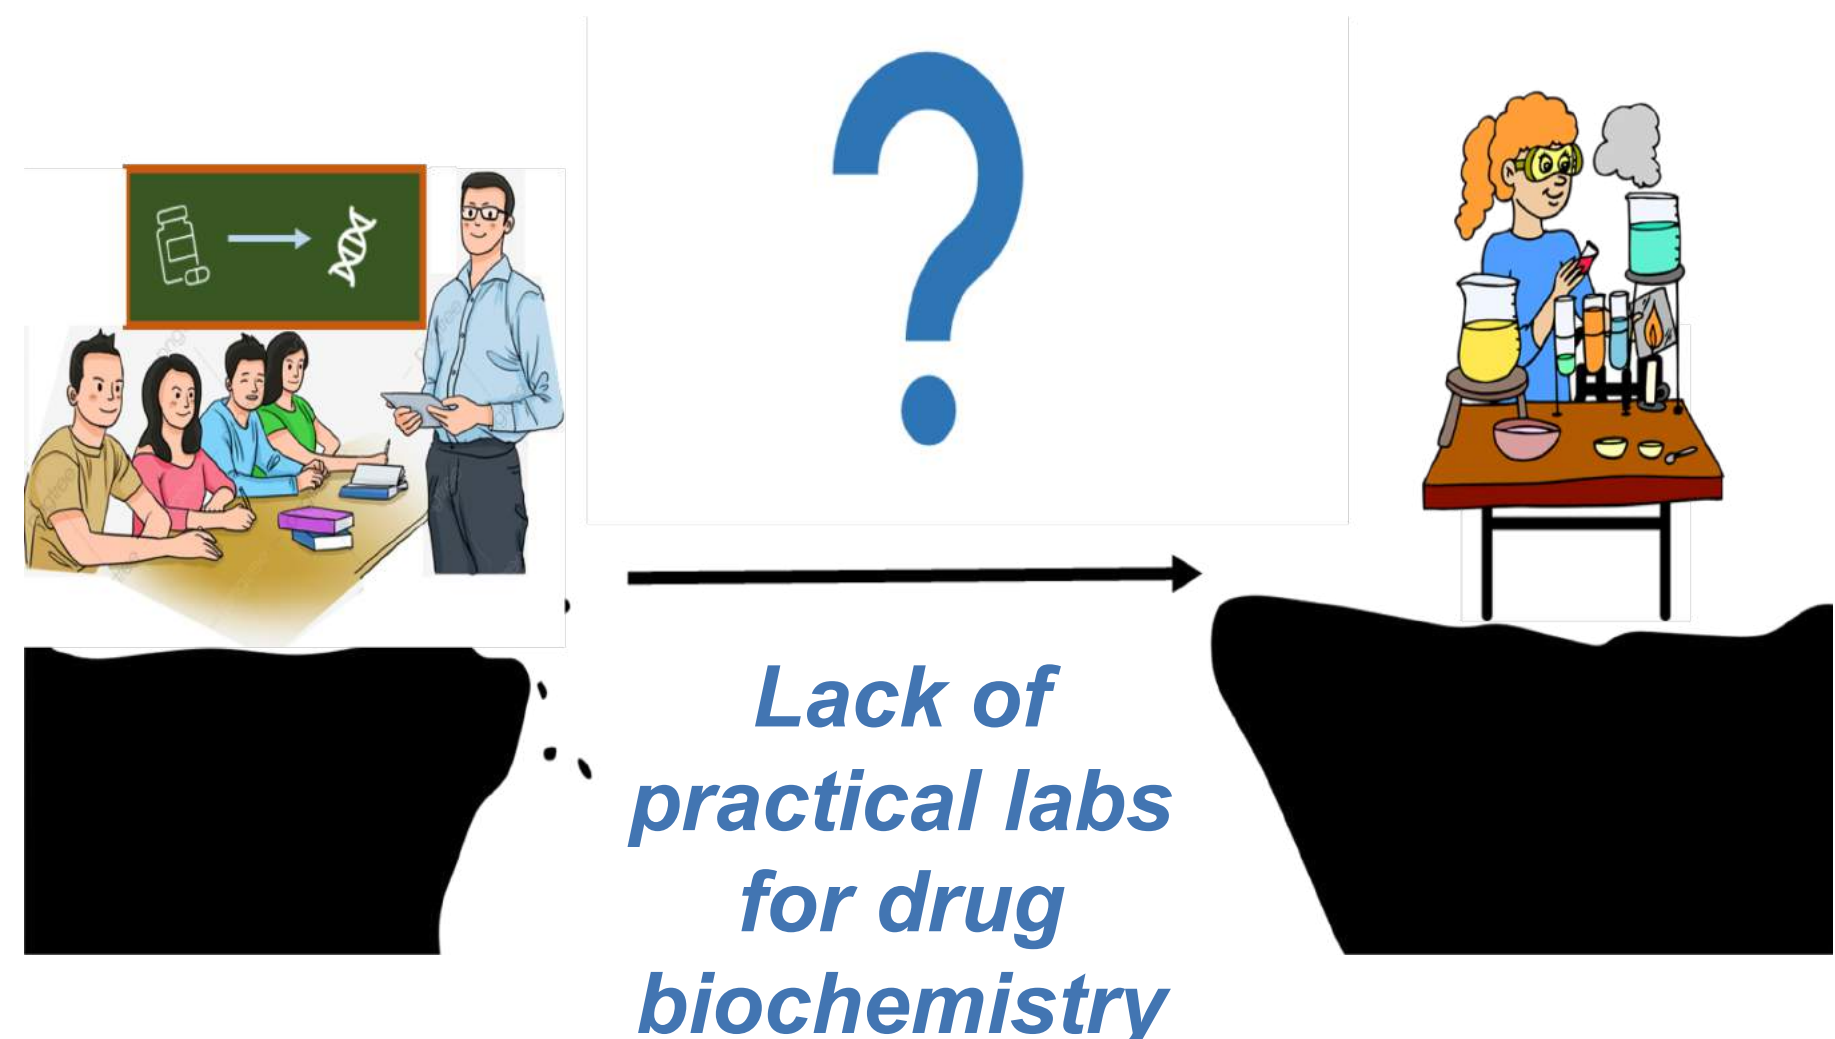 ?
Lack of
practical labs
for drug
biochemistry